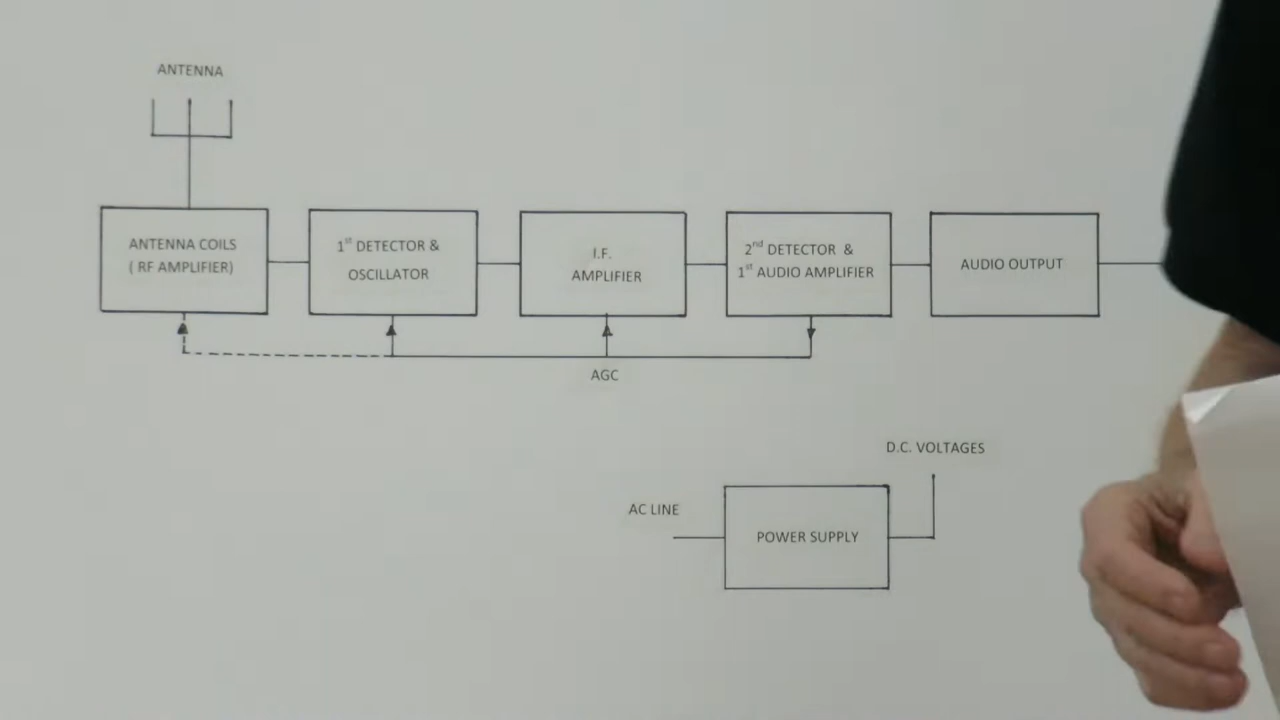 ANTENNA
ANTENNA COILS
( RF AMPLIFIER)
1st DETECTOR &
OSCILLATOR
I.F.
AMPLIFIER
2nd DETECTOR &
1st AUDIO AMPLIFIER
AUDIO OUTPUT
AGC
D.C. VOLTAGES
AC LINE
POWER SUPPLY